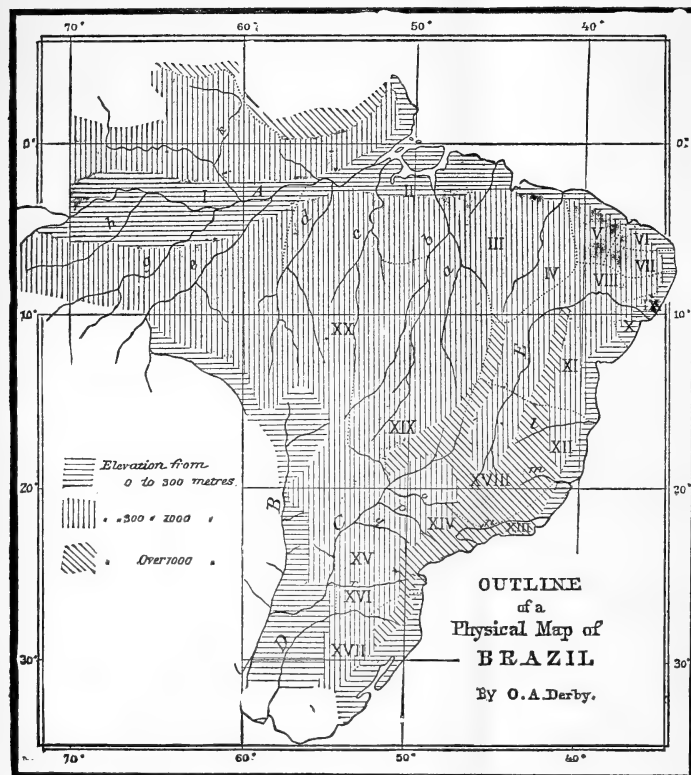 70° 60° 50° 40°
0° 0°
I A II
h d c b III V VI
g e a IV VIII VII
IX
10° XX X 10°
E XI
XIX l XII
Elevation from
0 to 300 metres.
20° B XVIII m 20°
" " 300 " 1000 "
C XIV XIII
" Over 1000 "
XV
XVI
OUTLINE
of a
Physical Map of
BRAZIL
By O.A.Derby.
30° D XVII 30°
70° 60° 50° 40°